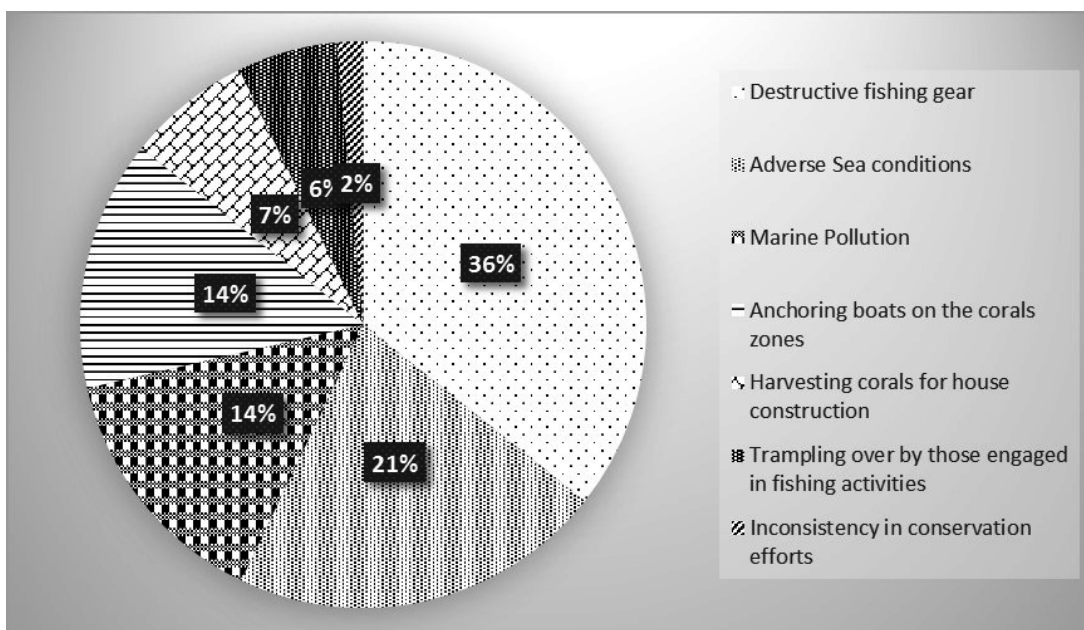 6%
2%
36%
7%
14%
14%
21%
Destructive fishing gear
Adverse Sea conditions
Marine Pollution
Anchoring boats on the corals
zones
Harvesting corals for house
construction
Trampling over by those engaged
in fishing activities
Inconsistency in conservation
efforts